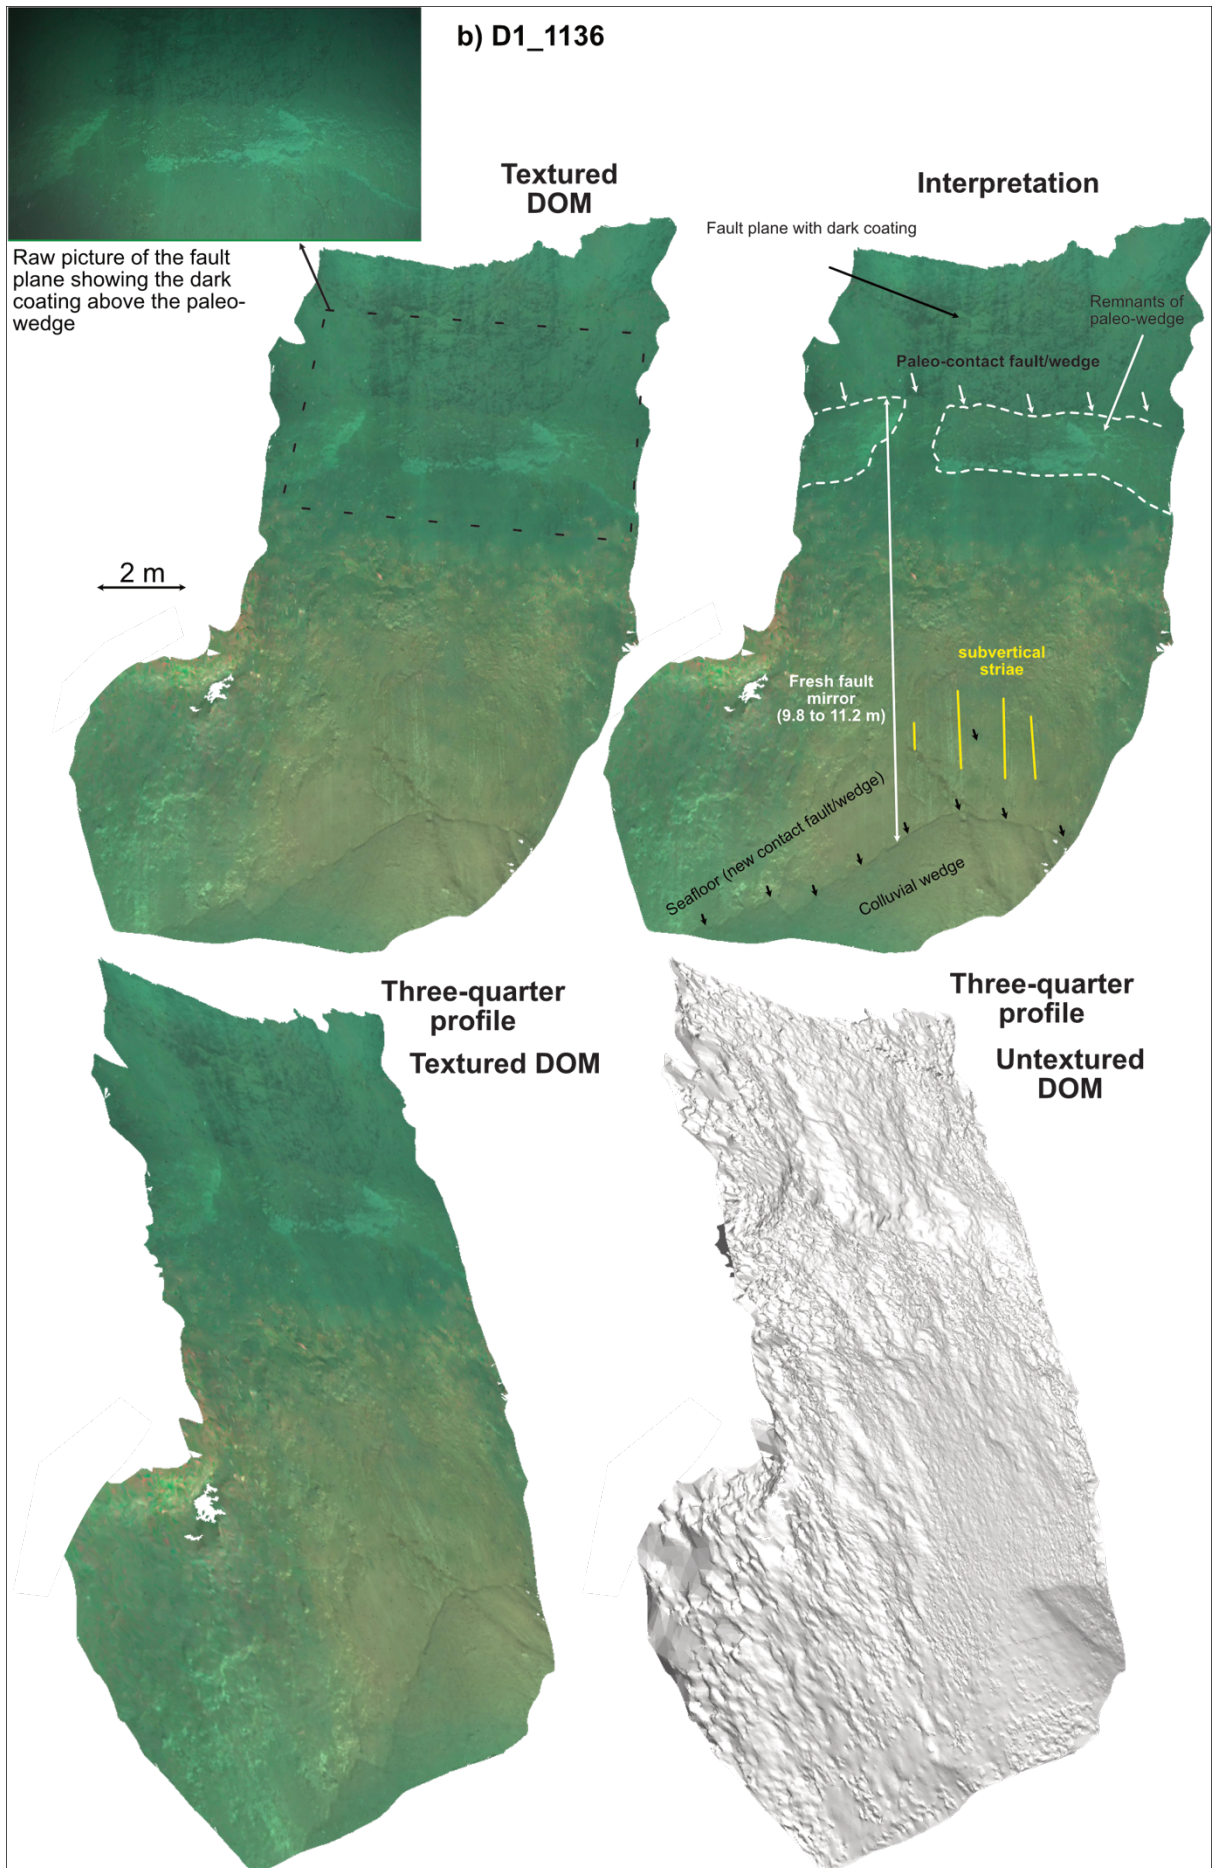 b) D1_1136
Textured
DOM
Interpretation
Raw picture of the fault
plane showing the dark
coating above the paleo-
wedge
Fault plane with dark coating
Remnants of
paleo-wedge
Paleo-contact fault/wedge
2 m
subvertical
striae
Fresh fault
mirror
(9.8 to 11.2 m)
Seafloor (new contact fault/wedge)
Colluvial wedge
Three-quarter
profile
Textured DOM
Three-quarter
profile
Untextured
DOM